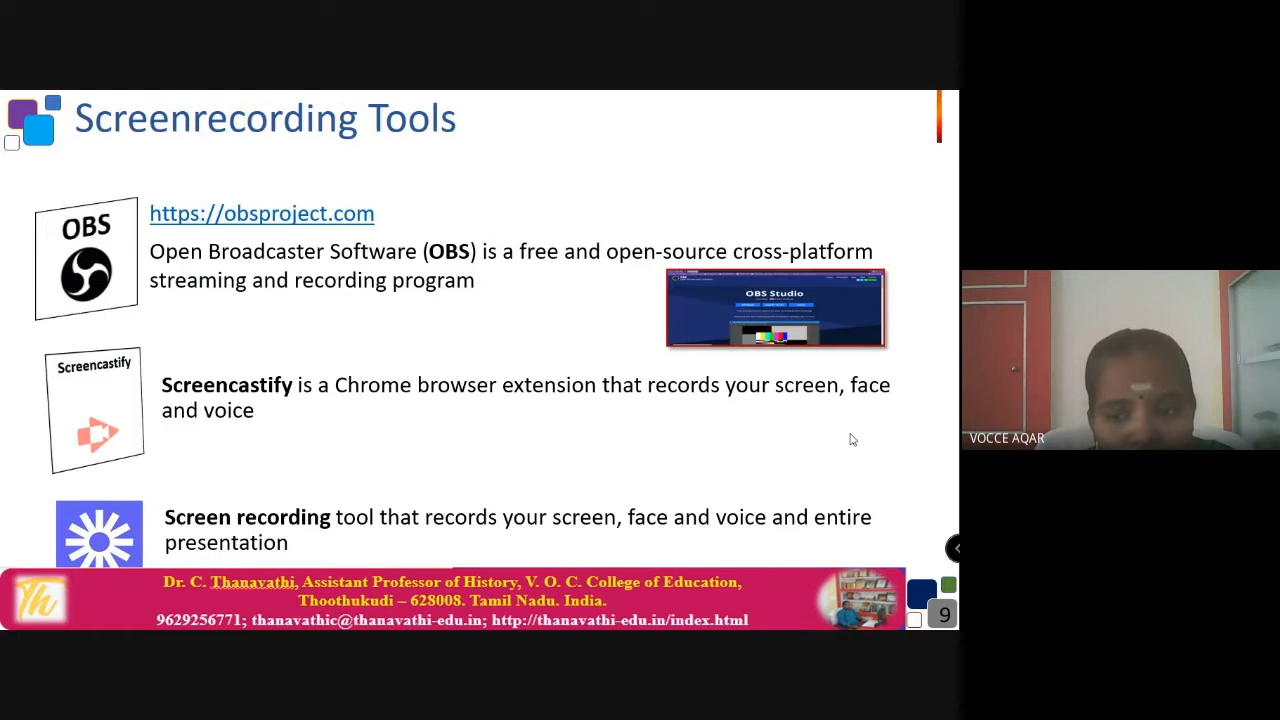 Screenrecording Tools
OBS
https://obsproject.com
Open Broadcaster Software (OBS) is a free and open-source cross-platform
streaming and recording program
OBS Studio
Screencastify
Screencastify is a Chrome browser extension that records your screen, face
and voice
VOCCE AQAR
Screen recording tool that records your screen, face and voice and entire
presentation
Th
Dr. C. Thanavathi, Assistant Professor of History, V. O. C. College of Education,
Thoothukudi – 628008. Tamil Nadu. India.
9629256771; thanavathic@thanavathi-edu.in; http://thanavathi-edu.in/index.html
9